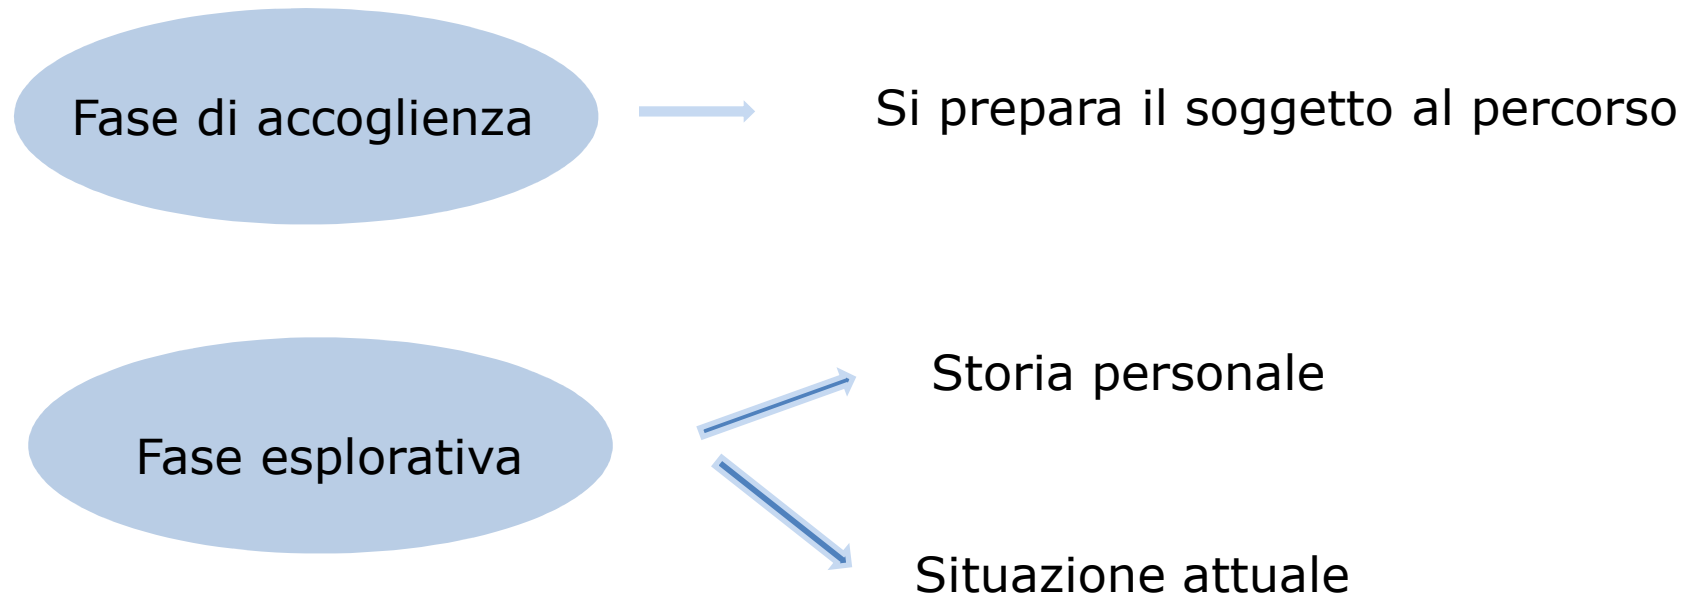 Fase di accoglienza
Si prepara il soggetto al percorso
Fase esplorativa
Storia personale
Situazione attuale